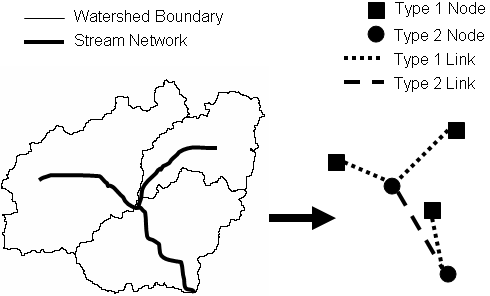 Watershed Boundary
Stream Network
Type 1 Node
Type 2 Node
Type 1 Link
Type 2 Link